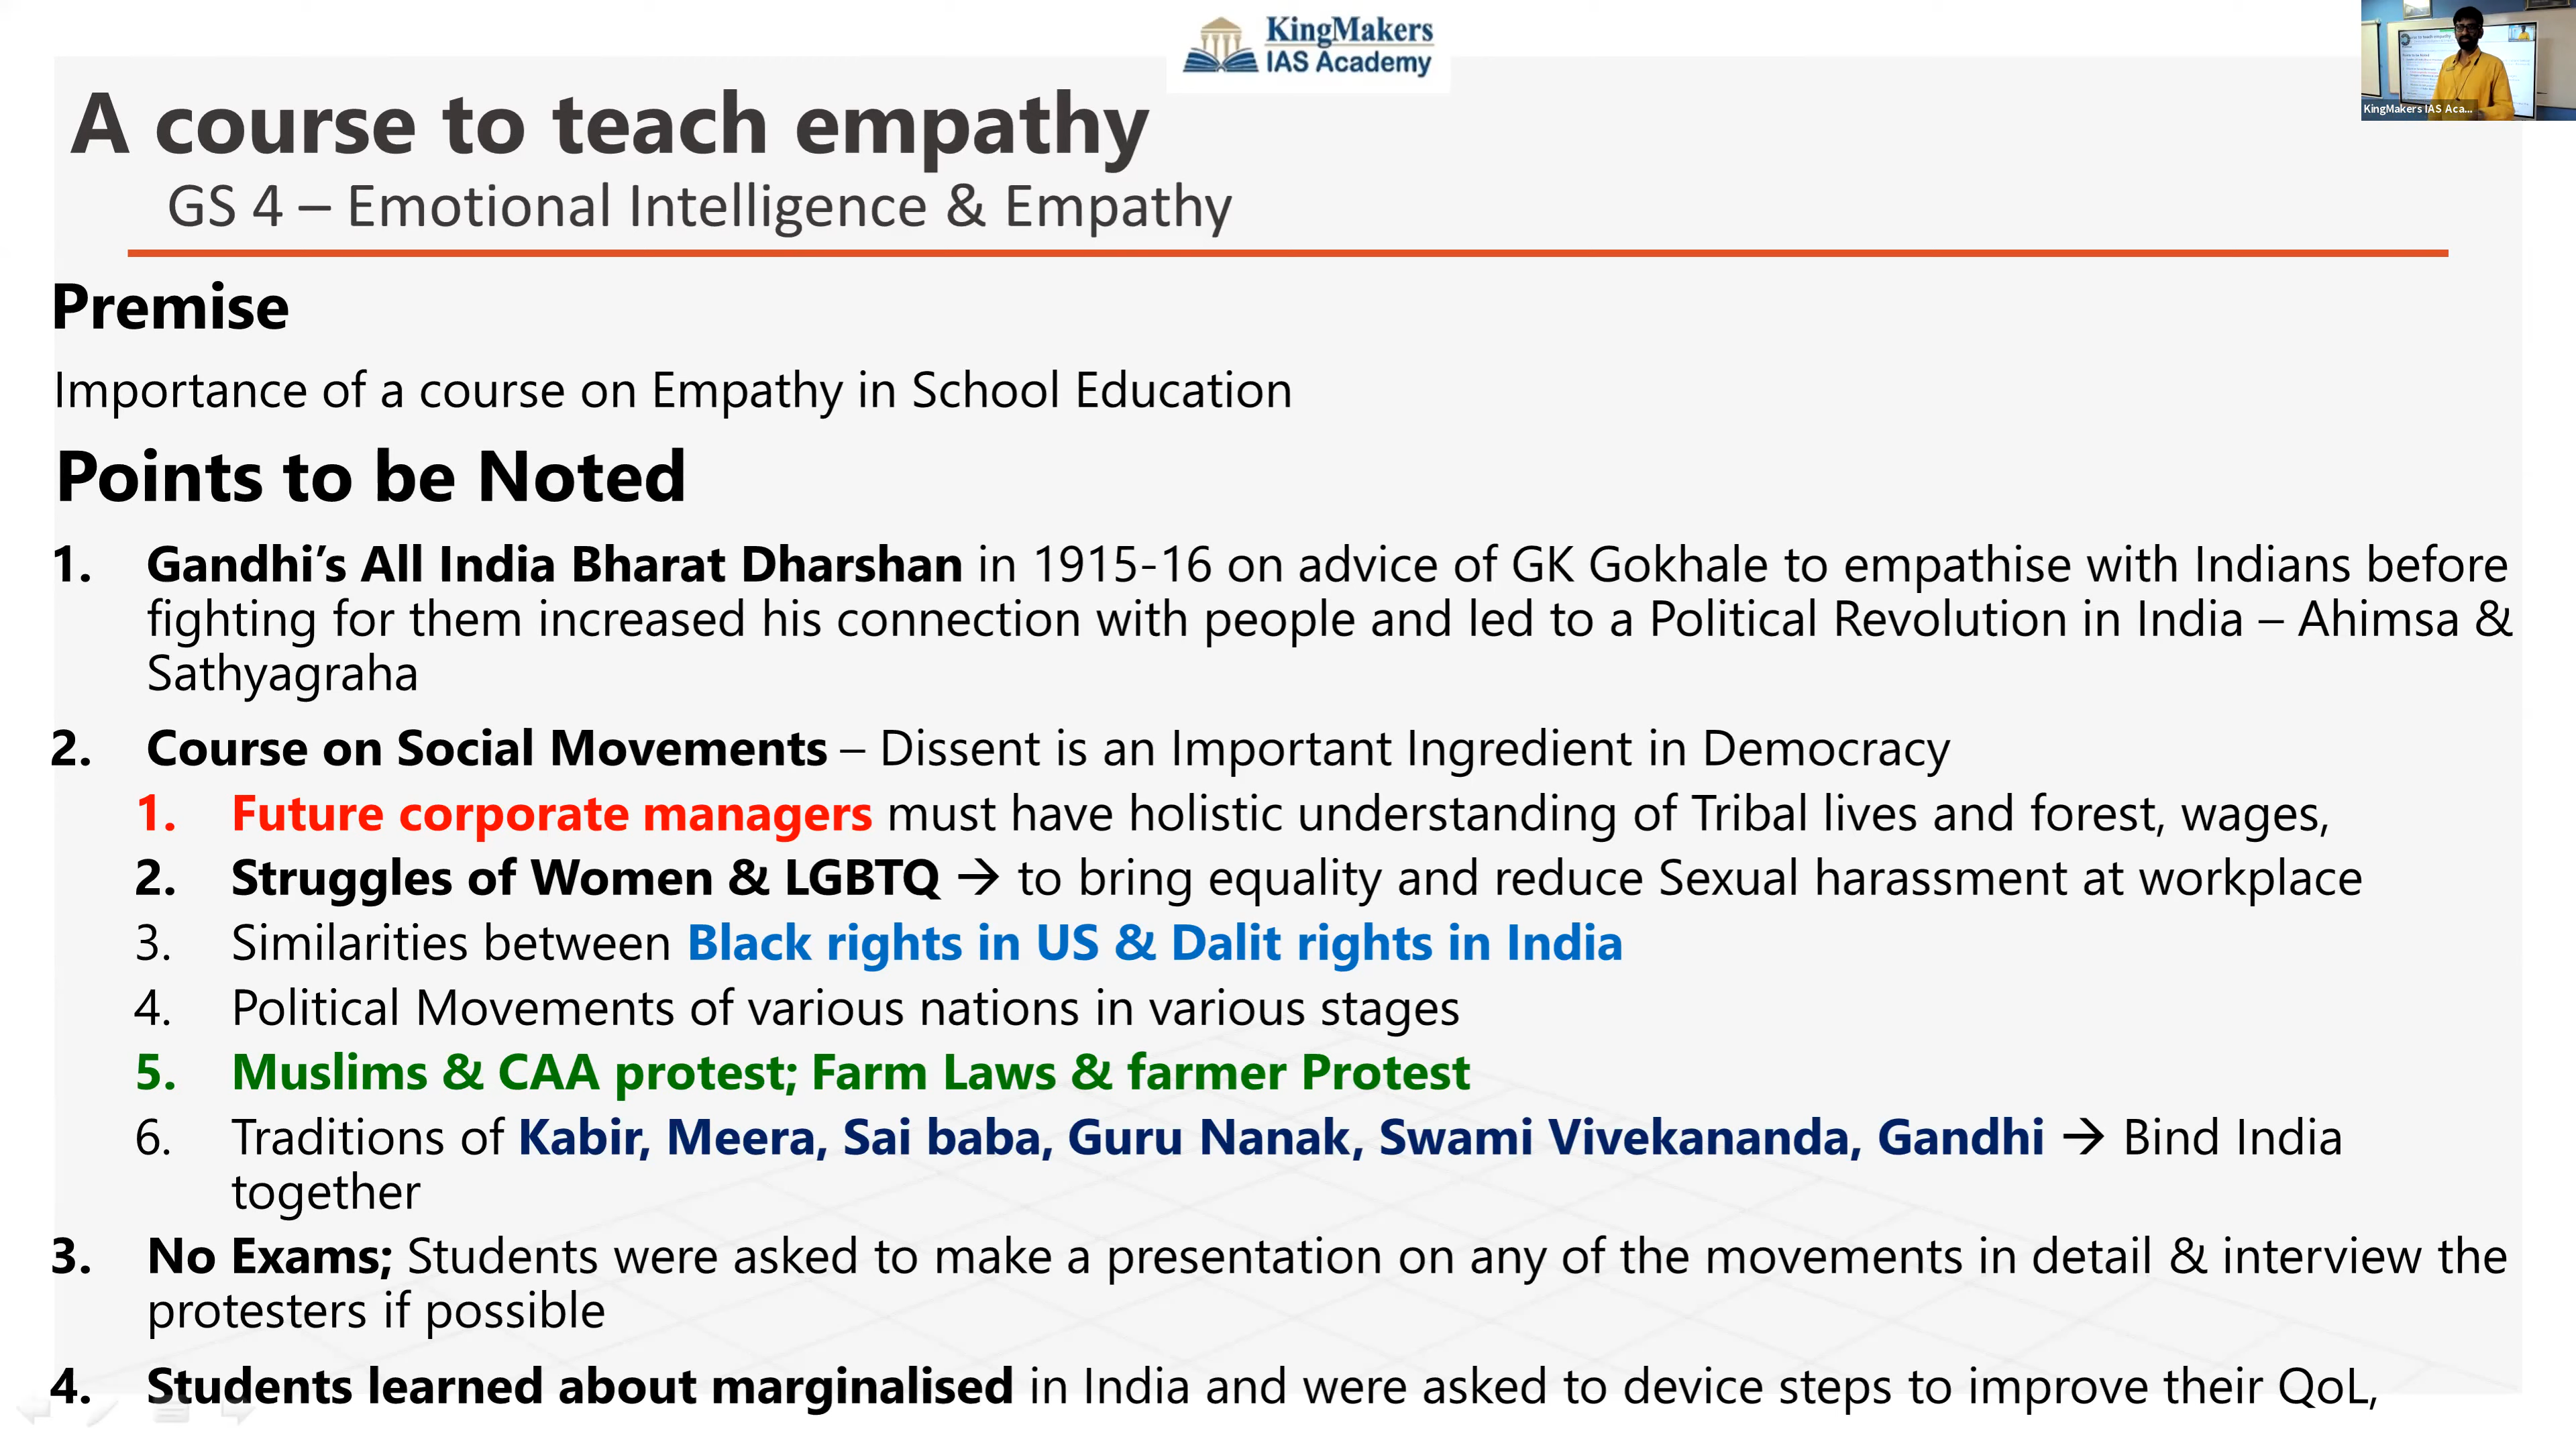 KingMakers
IAS Academy
KingMakers IAS Aca...
A course to teach empathy
GS 4 – Emotional Intelligence & Empathy
Premise
Importance of a course on Empathy in School Education
Points to be Noted
1. Gandhi’s All India Bharat Dharshan in 1915-16 on advice of GK Gokhale to empathise with Indians before
fighting for them increased his connection with people and led to a Political Revolution in India – Ahimsa &
Sathyagraha
2. Course on Social Movements – Dissent is an Important Ingredient in Democracy
1. Future corporate managers must have holistic understanding of Tribal lives and forest, wages,
2. Struggles of Women & LGBTQ → to bring equality and reduce Sexual harassment at workplace
3. Similarities between Black rights in US & Dalit rights in India
4. Political Movements of various nations in various stages
5. Muslims & CAA protest; Farm Laws & farmer Protest
6. Traditions of Kabir, Meera, Sai baba, Guru Nanak, Swami Vivekananda, Gandhi → Bind India
together
3. No Exams; Students were asked to make a presentation on any of the movements in detail & interview the
protesters if possible
4. Students learned about marginalised in India and were asked to device steps to improve their QoL,